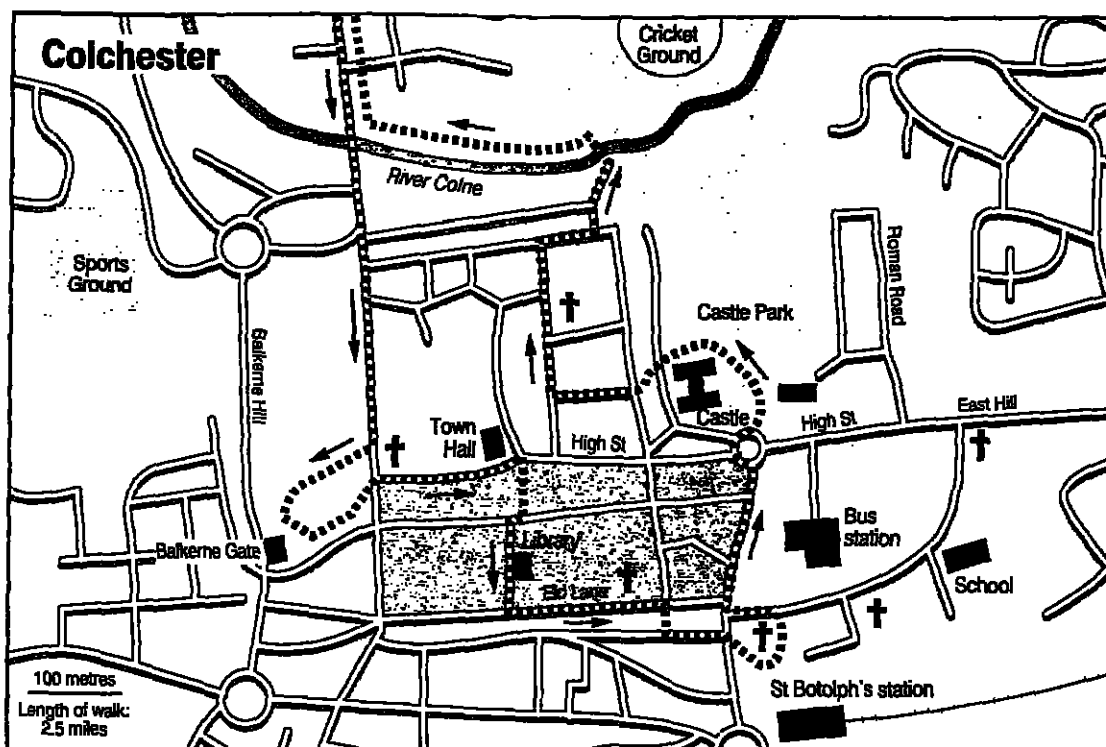 Colchester
Cricket
Ground
River Colne
Sports
Ground
Balkerne Hill
Roman Road
Castle Park
Castle
Town
Hall
High St
High St
East Hill
Balkerne Gate
Library
Bus
station
School
St Botolph's station
100 metres
Length of walk:
2.5 miles